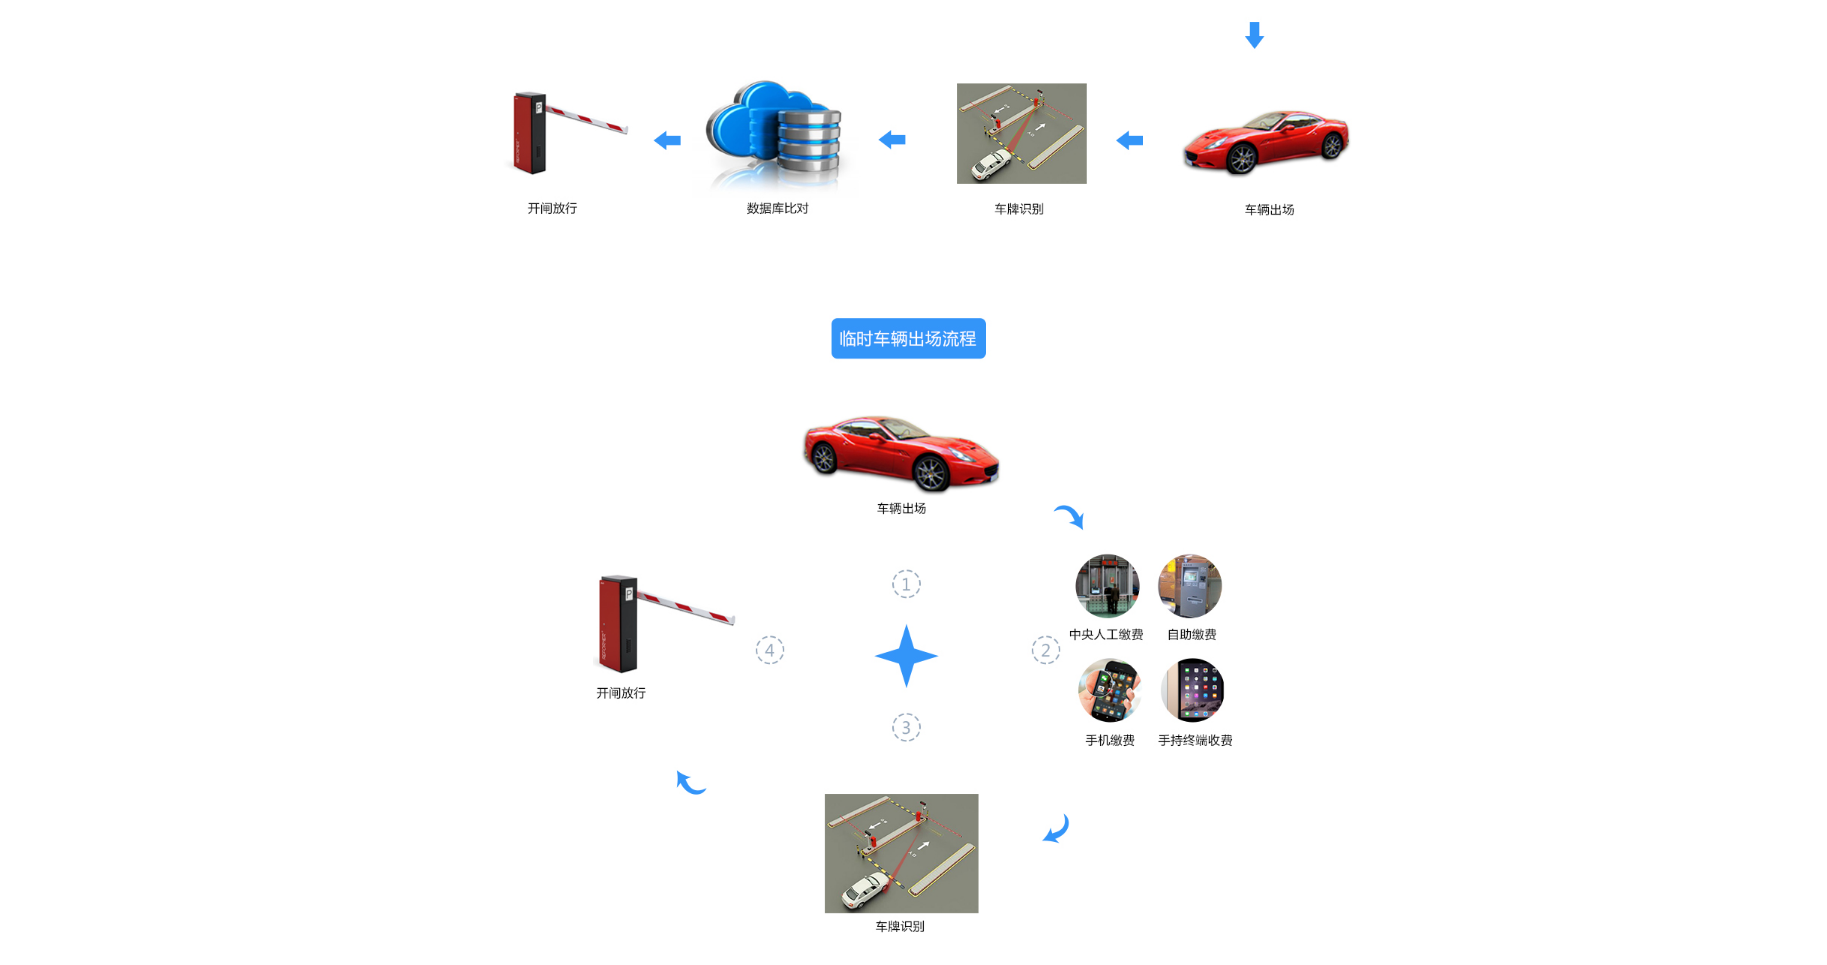 开闸放行
数据库比对
车牌识别
车辆出场
临时车辆出场流程
车辆出场
1
中央人工缴费
自助缴费
4
2
开闸放行
3
手机缴费
手持终端收费
车牌识别